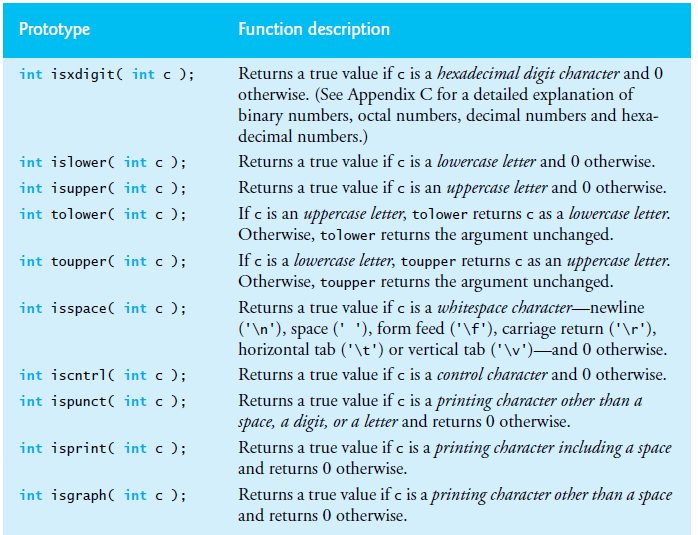 Prototype Function description
int isxdigit( int c ); Returns a true value if c is a hexadecimal digit character and 0
otherwise. (See Appendix C for a detailed explanation of
binary numbers, octal numbers, decimal numbers and hexa-
decimal numbers.)
int islower( int c ); Returns a true value if c is a lowercase letter and 0 otherwise.
int isupper( int c ); Returns a true value if c is an uppercase letter and 0 otherwise.
int tolower( int c ); If c is an uppercase letter, tolower returns c as a lowercase letter.
Otherwise, tolower returns the argument unchanged.
int toupper( int c ); If c is a lowercase letter, toupper returns c as an uppercase letter.
Otherwise, toupper returns the argument unchanged.
int isspace( int c ); Returns a true value if c is a whitespace character—newline
('\n'), space (' '), form feed ('\f'), carriage return ('\r'),
horizontal tab ('\t') or vertical tab ('\v')—and 0 otherwise.
int iscntrl( int c ); Returns a true value if c is a control character and 0 otherwise.
int ispunct( int c ); Returns a true value if c is a printing character other than a
space, a digit, or a letter and returns 0 otherwise.
int isprint( int c ); Returns a true value if c is a printing character including a space
and returns 0 otherwise.
int isgraph( int c ); Returns a true value if c is a printing character other than a space
and returns 0 otherwise.